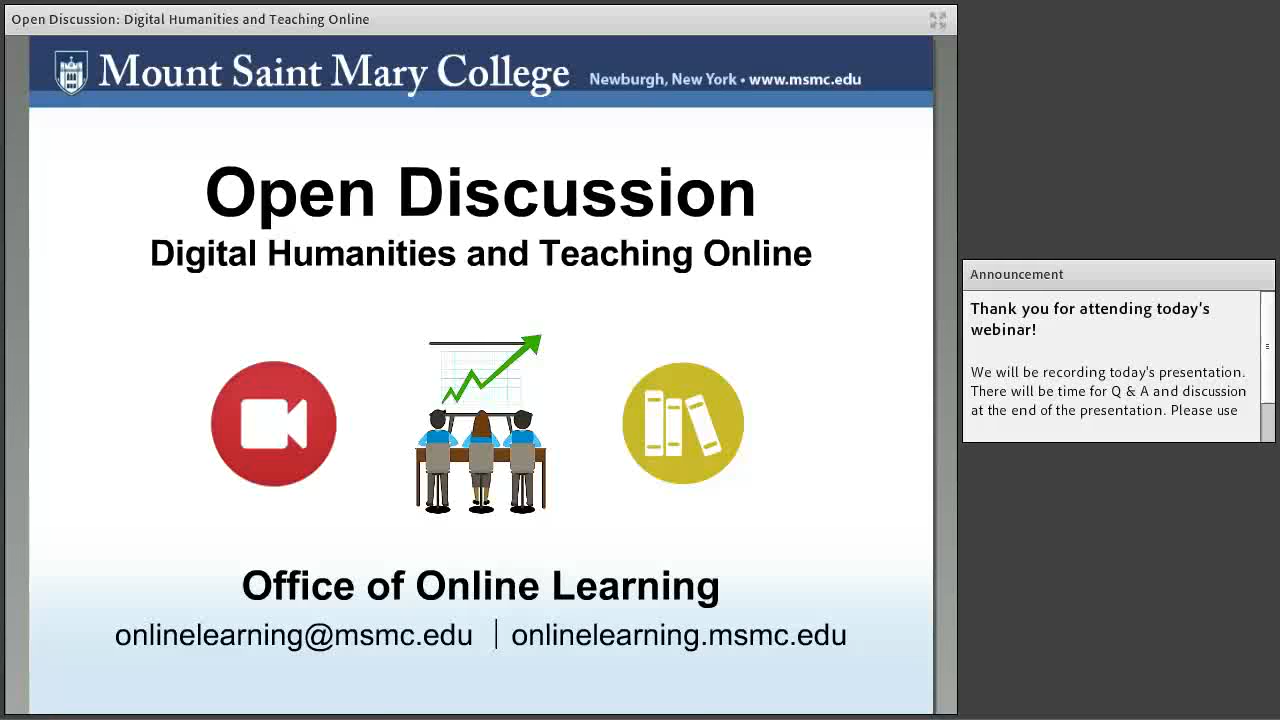 Open Discussion: Digital Humanities and Teaching Online
Mount Saint Mary College Newburgh, New York • www.msmc.edu
Open Discussion
Digital Humanities and Teaching Online
Office of Online Learning
onlinelearning@msmc.edu | onlinelearning.msmc.edu
Announcement
Thank you for attending today's
webinar!
We will be recording today's presentation.
There will be time for Q & A and discussion
at the end of the presentation. Please use